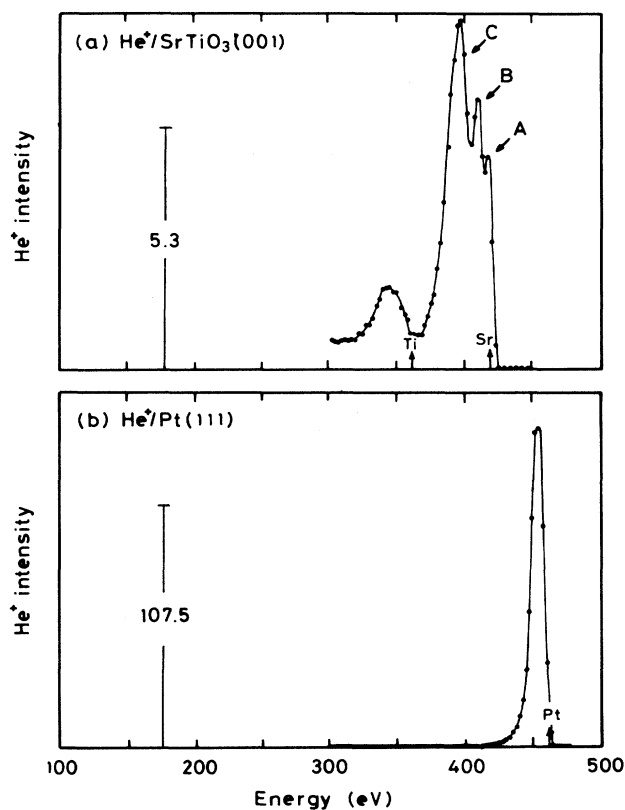 (a) He⁺/SrTiO₃(001)
C
B
A
He⁺ intensity
5.3
Ti
Sr
(b) He⁺/Pt(111)
He⁺ intensity
107.5
Pt
100 200 300 400 500
Energy (eV)